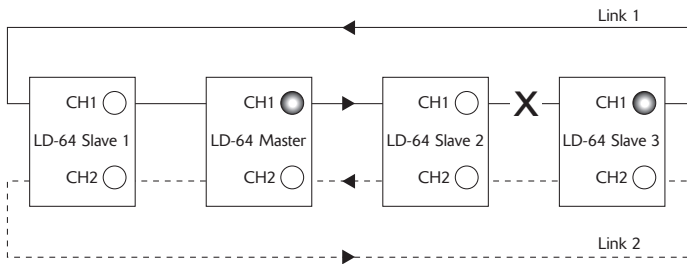 Link 1
CH1 CH1 CH1 X CH1
LD-64 Slave 1 LD-64 Master LD-64 Slave 2 LD-64 Slave 3
CH2 CH2 CH2 CH2
Link 2